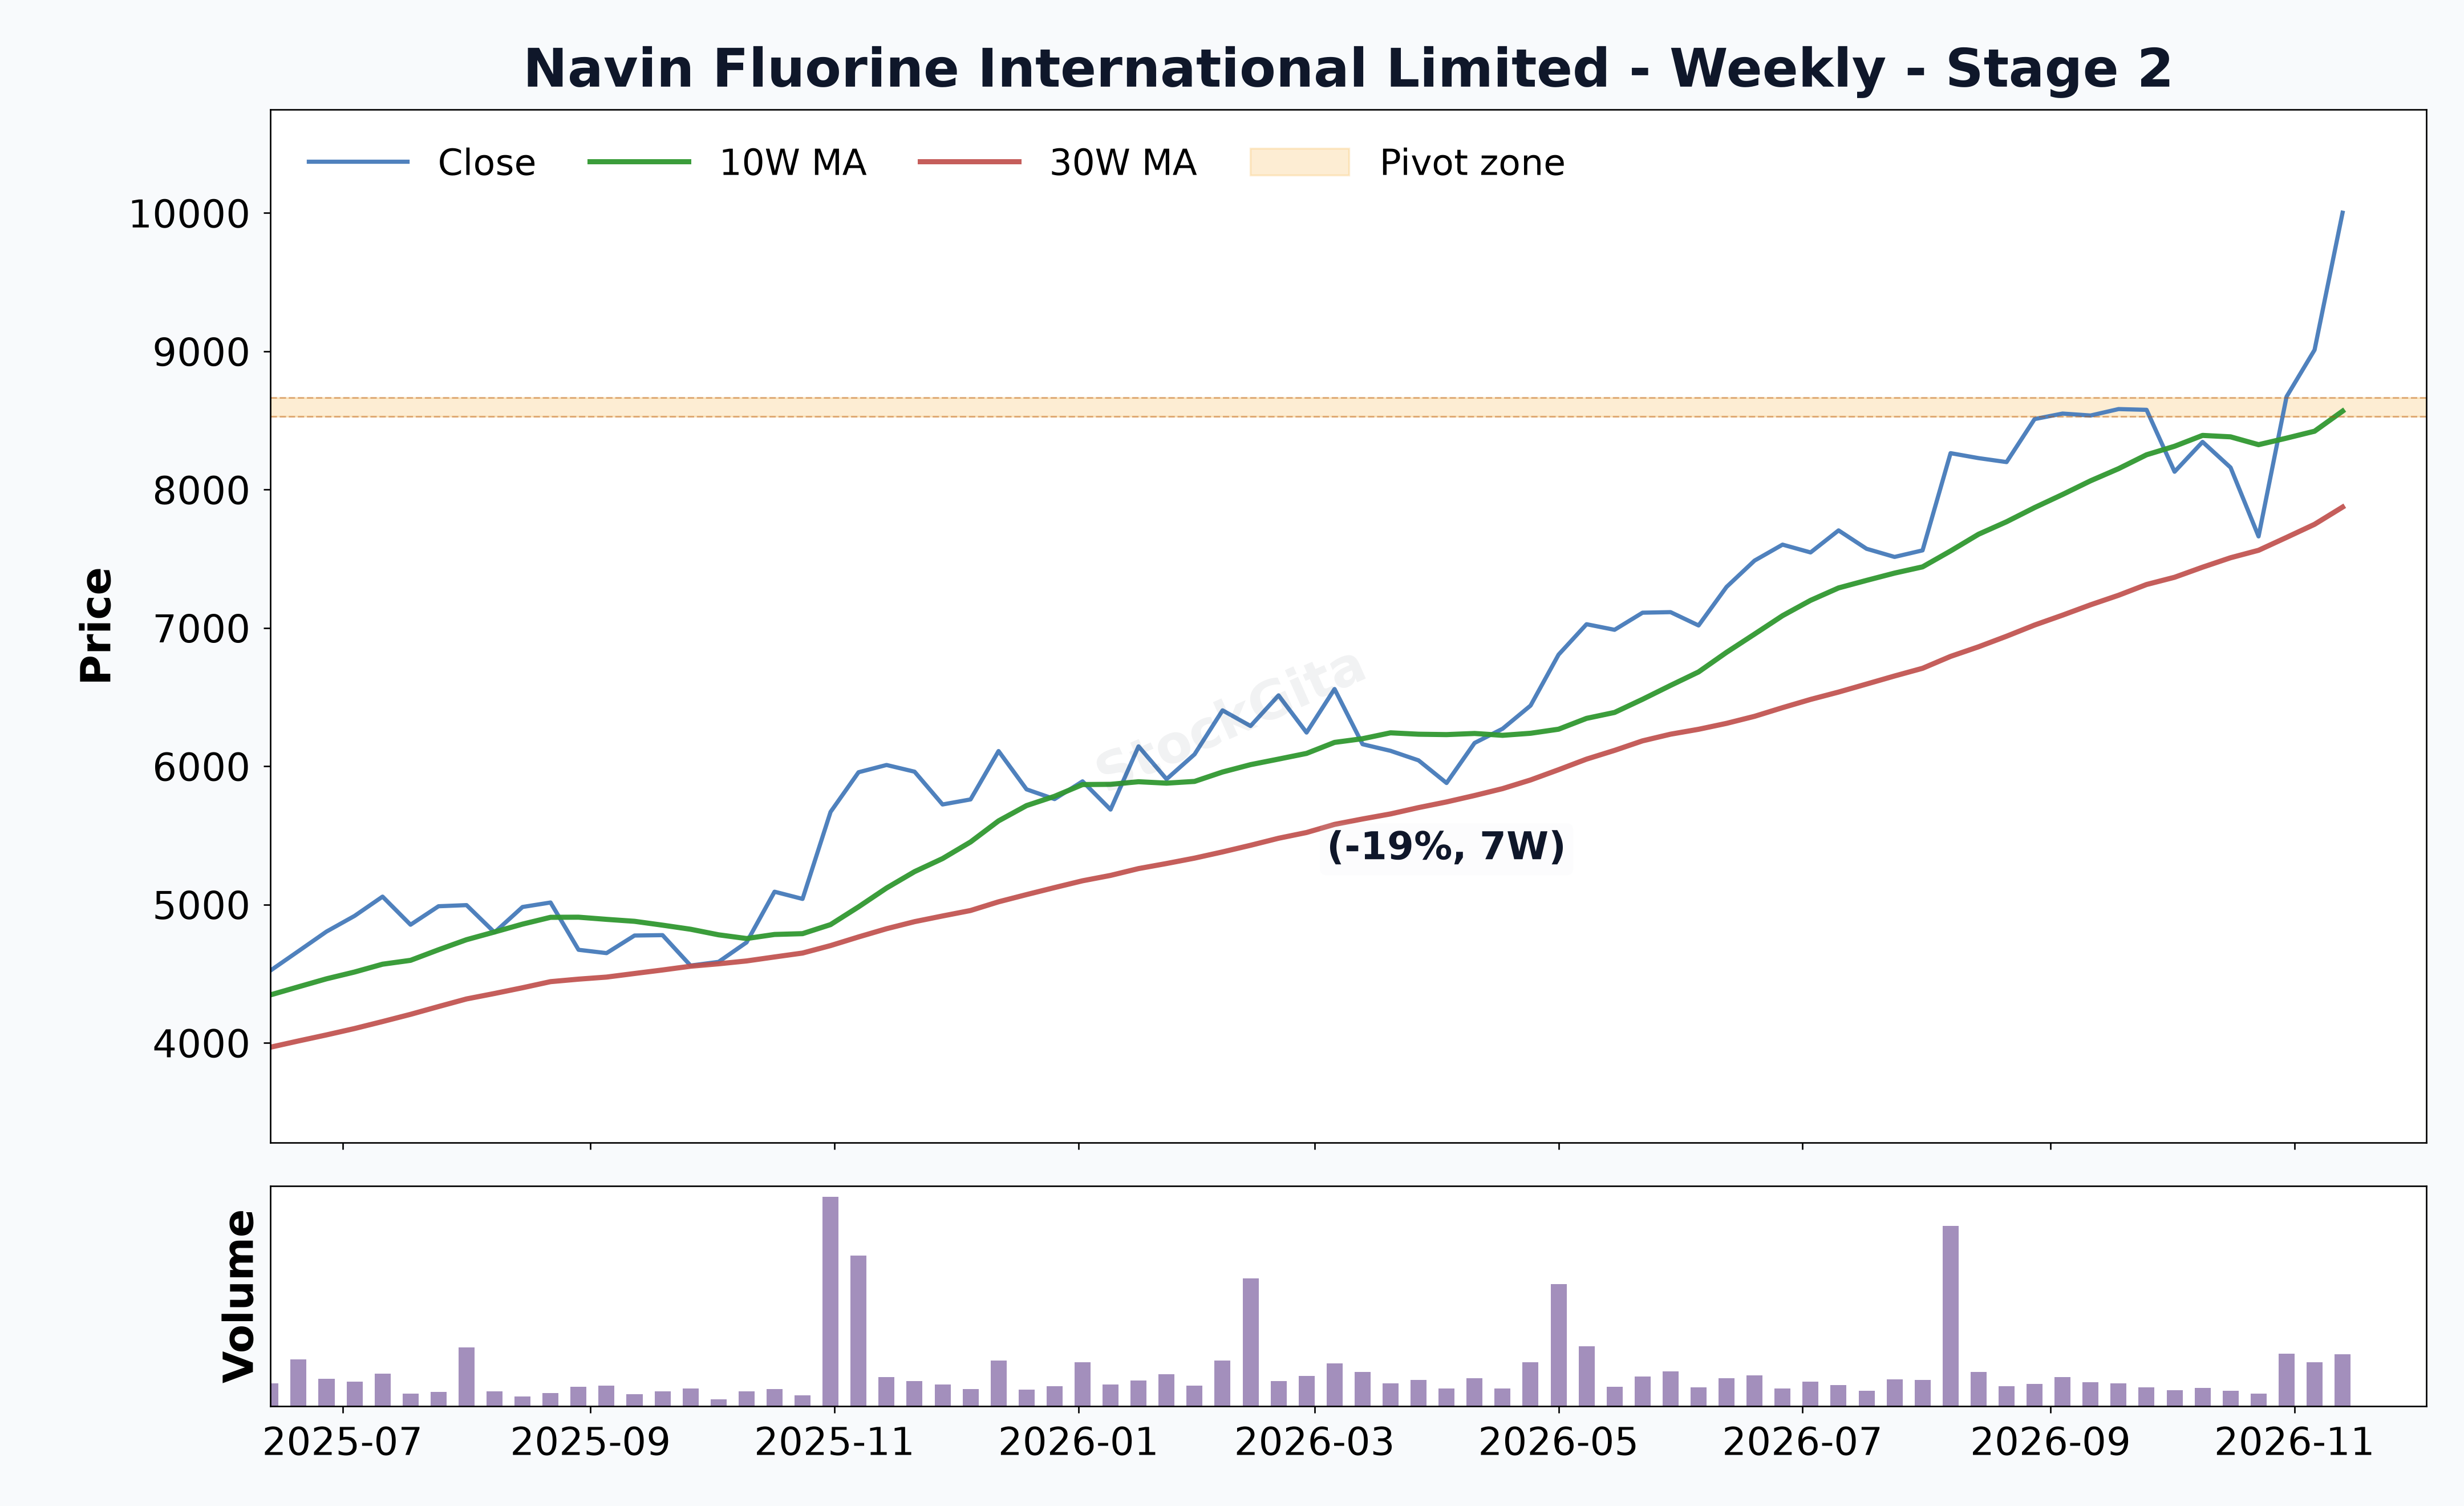 Navin Fluorine International Limited - Weekly - Stage 2
Close 10W MA 30W MA Pivot zone
10000
9000
8000
7000
6000
5000
4000
Price
StockGita
(-19%, 7W)
Volume
2025-07 2025-09 2025-11 2026-01 2026-03 2026-05 2026-07 2026-09 2026-11